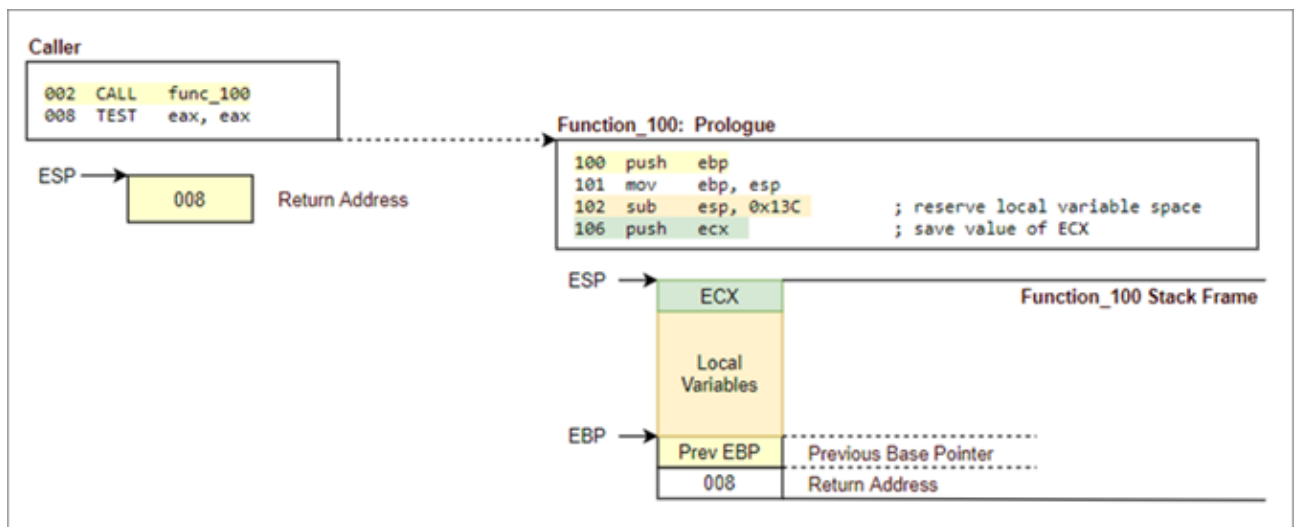 Caller
002 CALL func_100
008 TEST eax, eax
Function_100: Prologue
100 push ebp
101 mov ebp, esp
102 sub esp, 0x13C ; reserve local variable space
106 push ecx ; save value of ECX
ESP
008
Return Address
ESP
ECX
Function_100 Stack Frame
Local
Variables
EBP
Prev EBP
Previous Base Pointer
008
Return Address